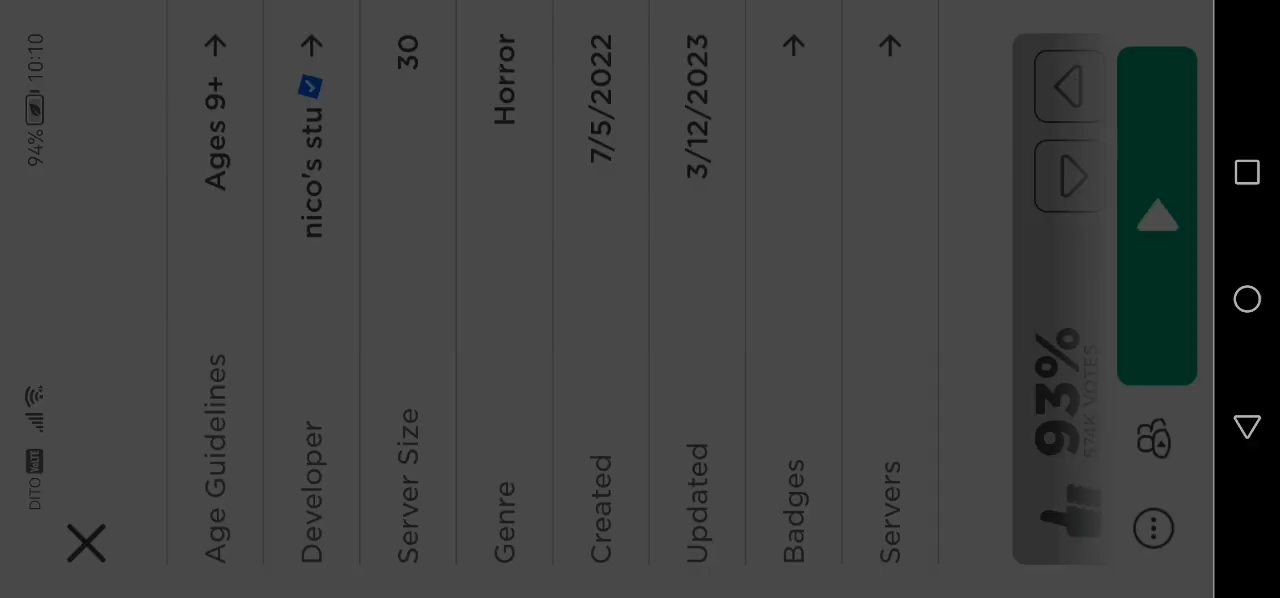 DITO VoLTE
94% 10:10
Age Guidelines Ages 9+
Developer nico's stu
Server Size 30
Genre Horror
Created 7/5/2022
Updated 3/12/2023
Badges
Servers
93%
574K VOTES